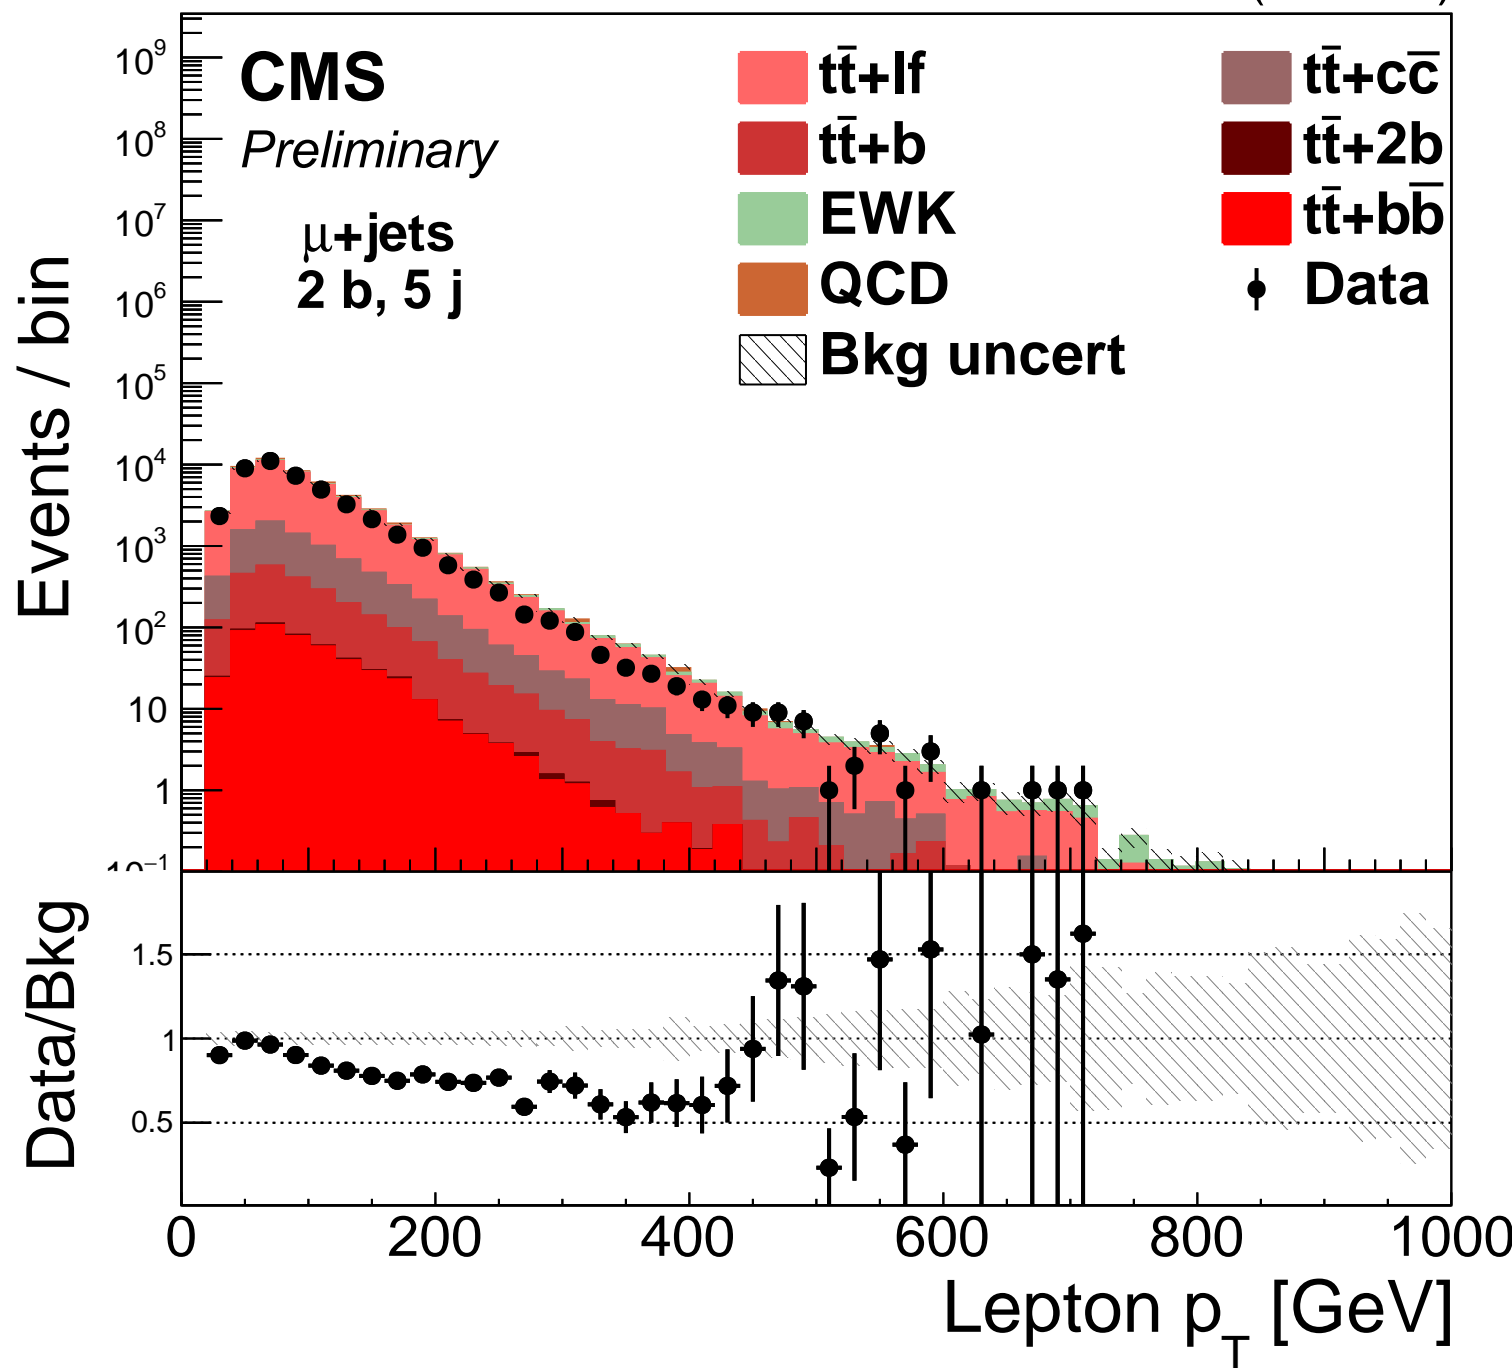 10⁹
10⁸
10⁷
10⁶
10⁵
10⁴
10³
10²
10
1
10⁻¹
Events / bin
CMS
Preliminary
μ+jets
2 b, 5 j
tt̄+lf
tt̄+b
EWK
QCD
Bkg uncert
tt̄+cc̄
tt̄+2b
tt̄+bb̄
Data
Data/Bkg
1.5
1
0.5
0 200 400 600 800 1000
Lepton p_T [GeV]